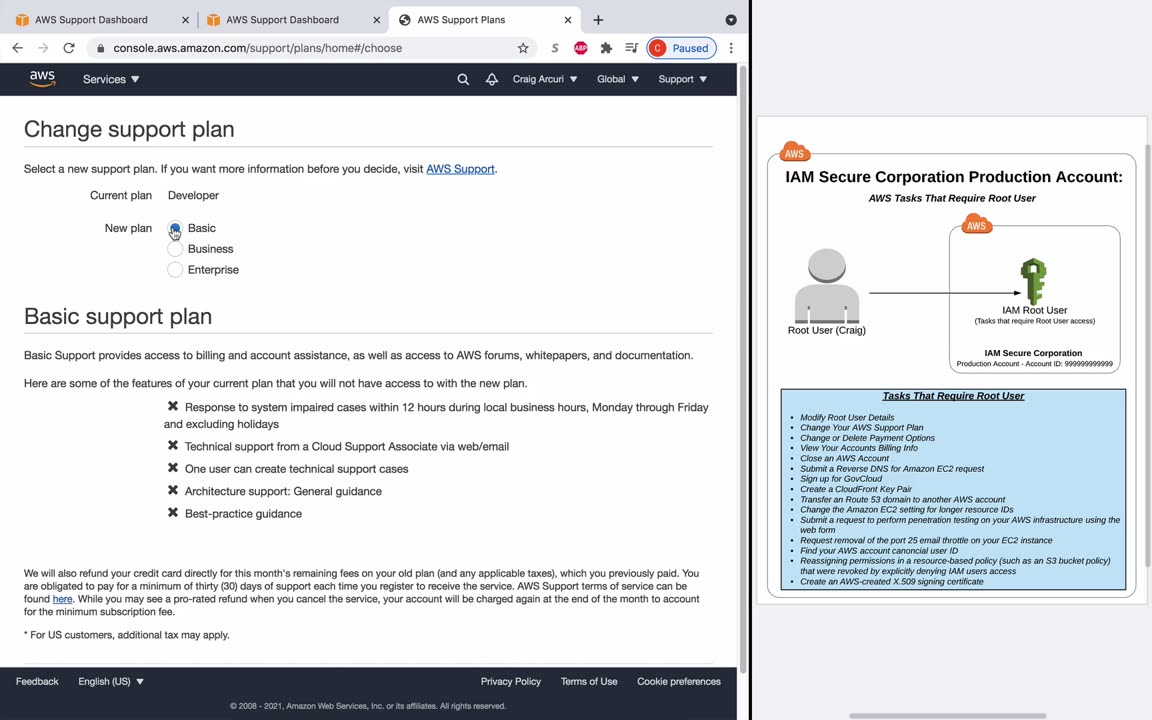 AWS Support Dashboard
AWS Support Dashboard
AWS Support Plans
console.aws.amazon.com/support/plans/home#/choose
S
ABP
C Paused
aws
Services
Craig Arcuri
Global
Support
Change support plan
Select a new support plan. If you want more information before you decide, visit AWS Support.
Current plan Developer
New plan Basic
Business
Enterprise
Basic support plan
Basic Support provides access to billing and account assistance, as well as access to AWS forums, whitepapers, and documentation.
Here are some of the features of your current plan that you will not have access to with the new plan.
Response to system impaired cases within 12 hours during local business hours, Monday through Friday
and excluding holidays
Technical support from a Cloud Support Associate via web/email
One user can create technical support cases
Architecture support: General guidance
Best-practice guidance
We will also refund your credit card directly for this month's remaining fees on your old plan (and any applicable taxes), which you previously paid. You
are obligated to pay for a minimum of thirty (30) days of support each time you register to receive the service. AWS Support terms of service can be
found here. While you may see a pro-rated refund when you cancel the service, your account will be charged again at the end of the month to account
for the minimum subscription fee.
* For US customers, additional tax may apply.
Feedback
English (US)
Privacy Policy
Terms of Use
Cookie preferences
© 2008 - 2021, Amazon Web Services, Inc. or its affiliates. All rights reserved.
AWS
IAM Secure Corporation Production Account:
AWS Tasks That Require Root User
AWS
Root User (Craig)
IAM Root User
(Tasks that require Root User access)
IAM Secure Corporation
Production Account - Account ID: 999999999999
Tasks That Require Root User
• Modify Root User Details
• Change Your AWS Support Plan
• Change or Delete Payment Options
• View Your Accounts Billing Info
• Close an AWS Account
• Submit a Reverse DNS for Amazon EC2 request
• Sign up for GovCloud
• Create a CloudFront Key Pair
• Transfer an Route 53 domain to another AWS account
• Change the Amazon EC2 setting for longer resource IDs
• Submit a request to perform penetration testing on your AWS infrastructure using the
web form
• Request removal of the port 25 email throttle on your EC2 instance
• Find your AWS account canoncial user ID
• Reassigning permissions in a resource-based policy (such as an S3 bucket policy)
that were revoked by explicitly denying IAM users access
• Create an AWS-created X.509 signing certificate